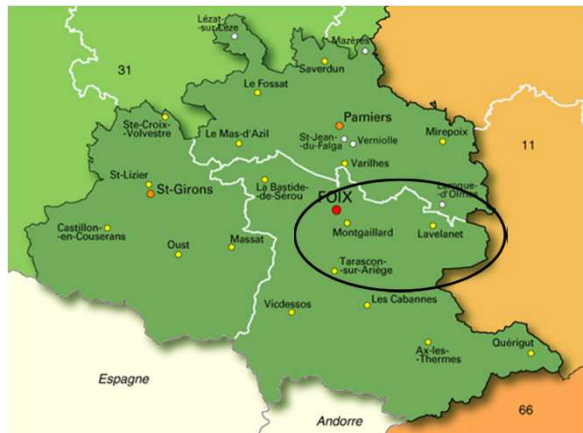 Lézat-
-sur-Lèze
Mazères
Saverdun
31
Le Fossat
Ste-Croix-
-Volvestre
Pamiers
St-Jean-
-du-Falga
Verniolle
Mirepoix
11
Le Mas-d'Azil
Varilhes
St-Lizier
St-Girons
La Bastide-
-de-Sérou
FOIX
Laroque-
-d'Olmes
Castillon-
-en-Couserans
Oust
Massat
Montgaillard
Lavelanet
Tarascon-
-sur-Ariège
Vicdessos
Les Cabannes
Ax-les-
-Thermes
Quérigut
Espagne
Andorre
66